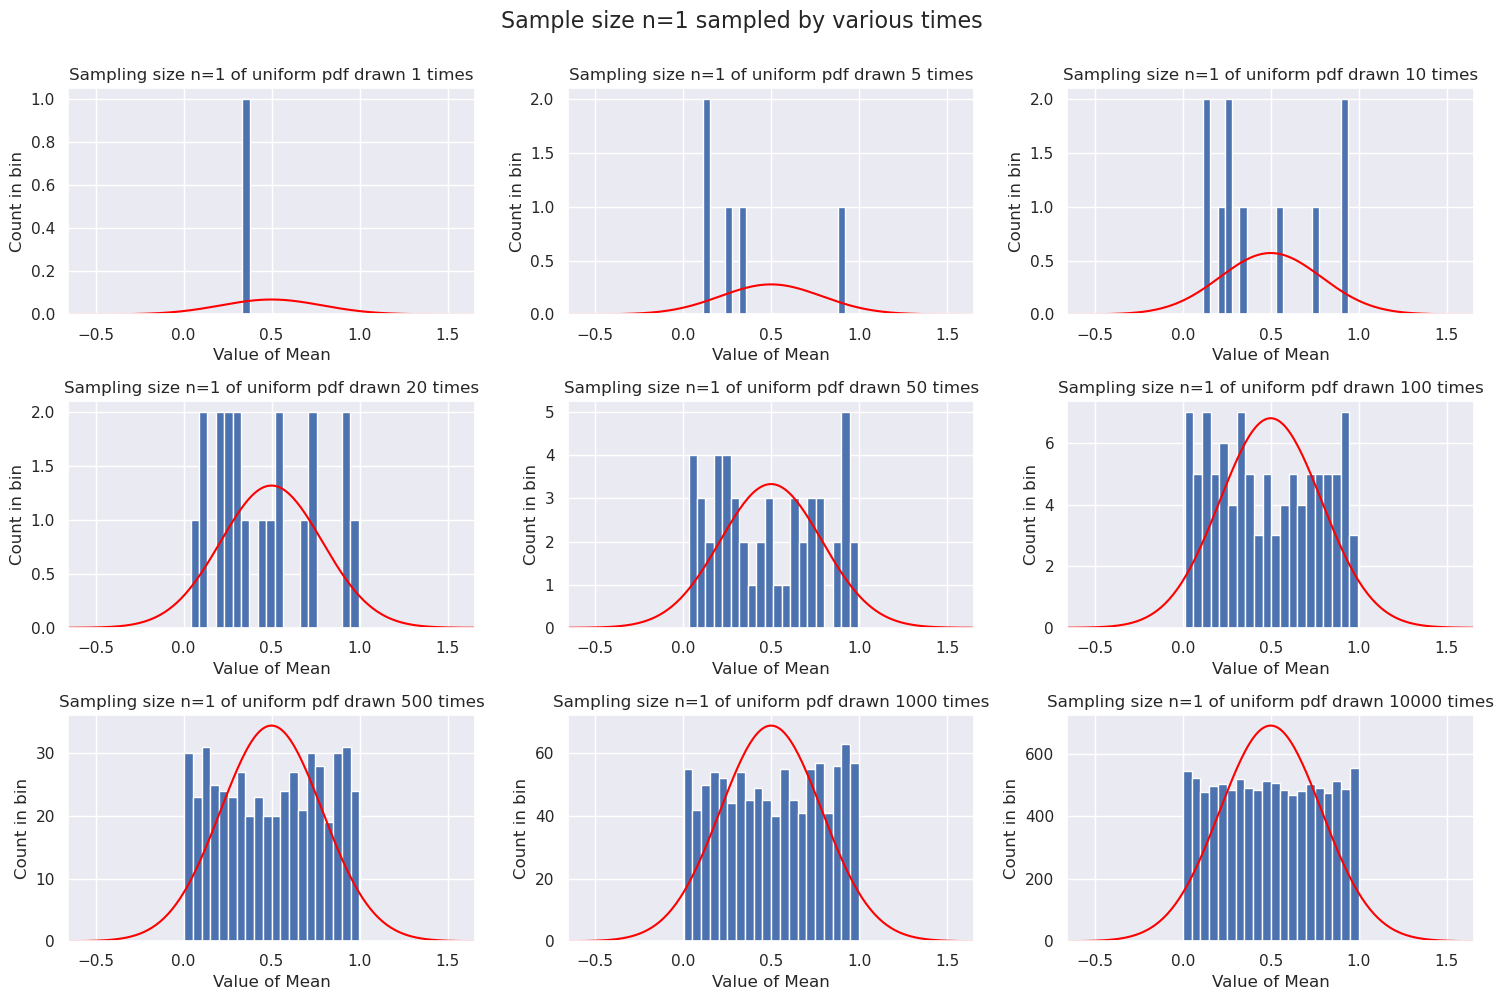 Sample size n=1 sampled by various times
Sampling size n=1 of uniform pdf drawn 1 times
Sampling size n=1 of uniform pdf drawn 5 times
Sampling size n=1 of uniform pdf drawn 10 times
Count in bin
1.0
0.8
0.6
0.4
0.2
0.0
−0.5 0.0 0.5 1.0 1.5
Value of Mean
Count in bin
2.0
1.5
1.0
0.5
0.0
−0.5 0.0 0.5 1.0 1.5
Value of Mean
Count in bin
2.0
1.5
1.0
0.5
0.0
−0.5 0.0 0.5 1.0 1.5
Value of Mean
Sampling size n=1 of uniform pdf drawn 20 times
Sampling size n=1 of uniform pdf drawn 50 times
Sampling size n=1 of uniform pdf drawn 100 times
Count in bin
2.0
1.5
1.0
0.5
0.0
−0.5 0.0 0.5 1.0 1.5
Value of Mean
Count in bin
5
4
3
2
1
0
−0.5 0.0 0.5 1.0 1.5
Value of Mean
Count in bin
6
4
2
0
−0.5 0.0 0.5 1.0 1.5
Value of Mean
Sampling size n=1 of uniform pdf drawn 500 times
Sampling size n=1 of uniform pdf drawn 1000 times
Sampling size n=1 of uniform pdf drawn 10000 times
Count in bin
30
20
10
0
−0.5 0.0 0.5 1.0 1.5
Value of Mean
Count in bin
60
40
20
0
−0.5 0.0 0.5 1.0 1.5
Value of Mean
Count in bin
600
400
200
0
−0.5 0.0 0.5 1.0 1.5
Value of Mean